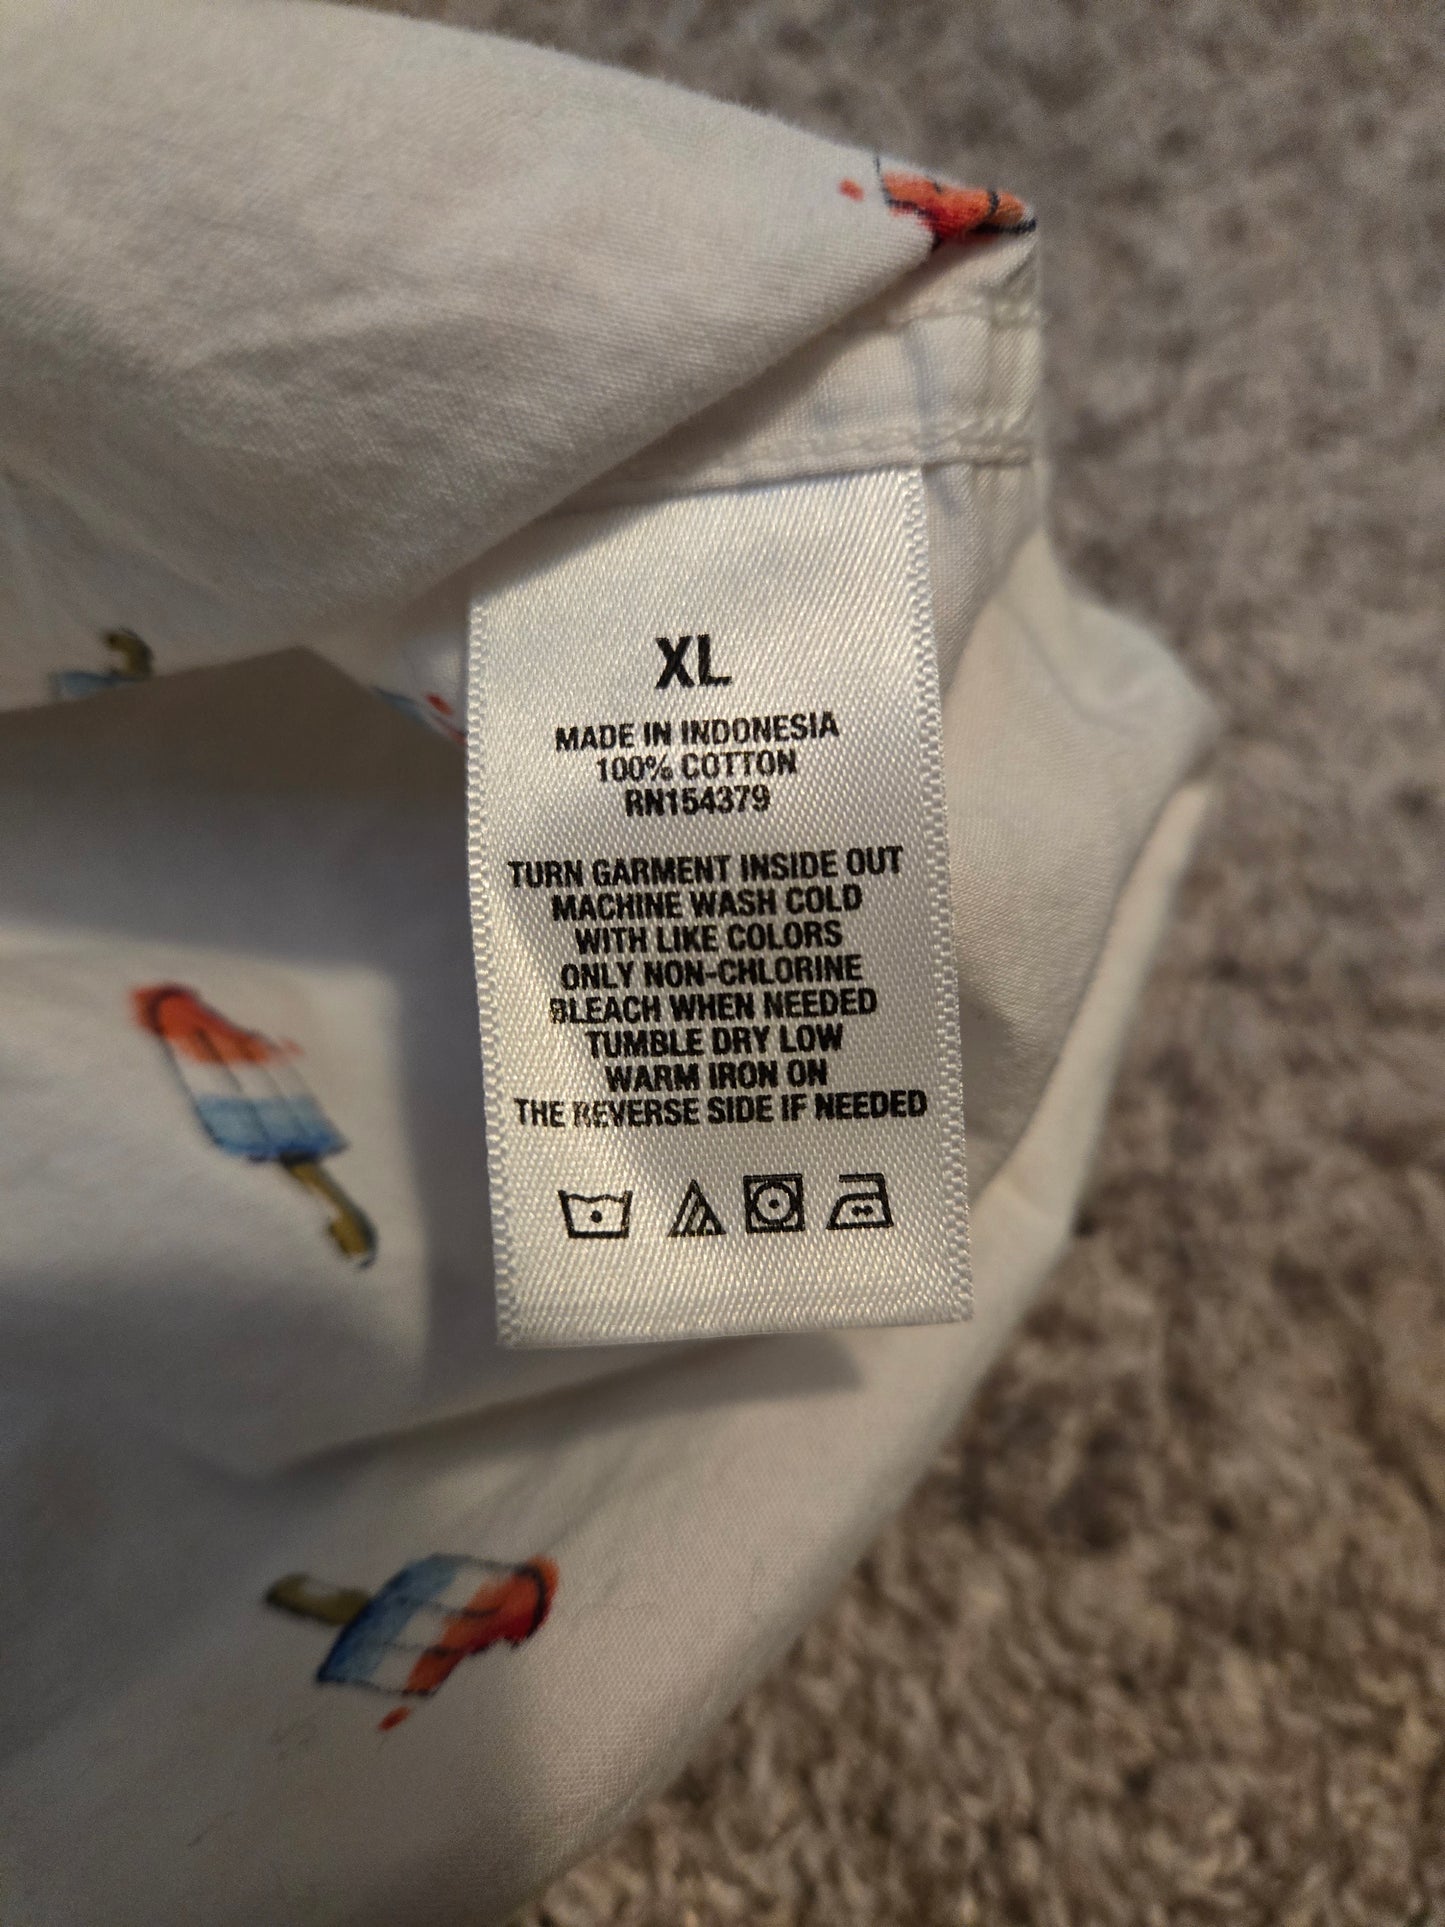 XL
MADE IN INDONESIA
100% COTTON
RN154379
TURN GARMENT INSIDE OUT
MACHINE WASH COLD
WITH LIKE COLORS
ONLY NON-CHLORINE
BLEACH WHEN NEEDED
TUMBLE DRY LOW
WARM IRON ON
THE REVERSE SIDE IF NEEDED